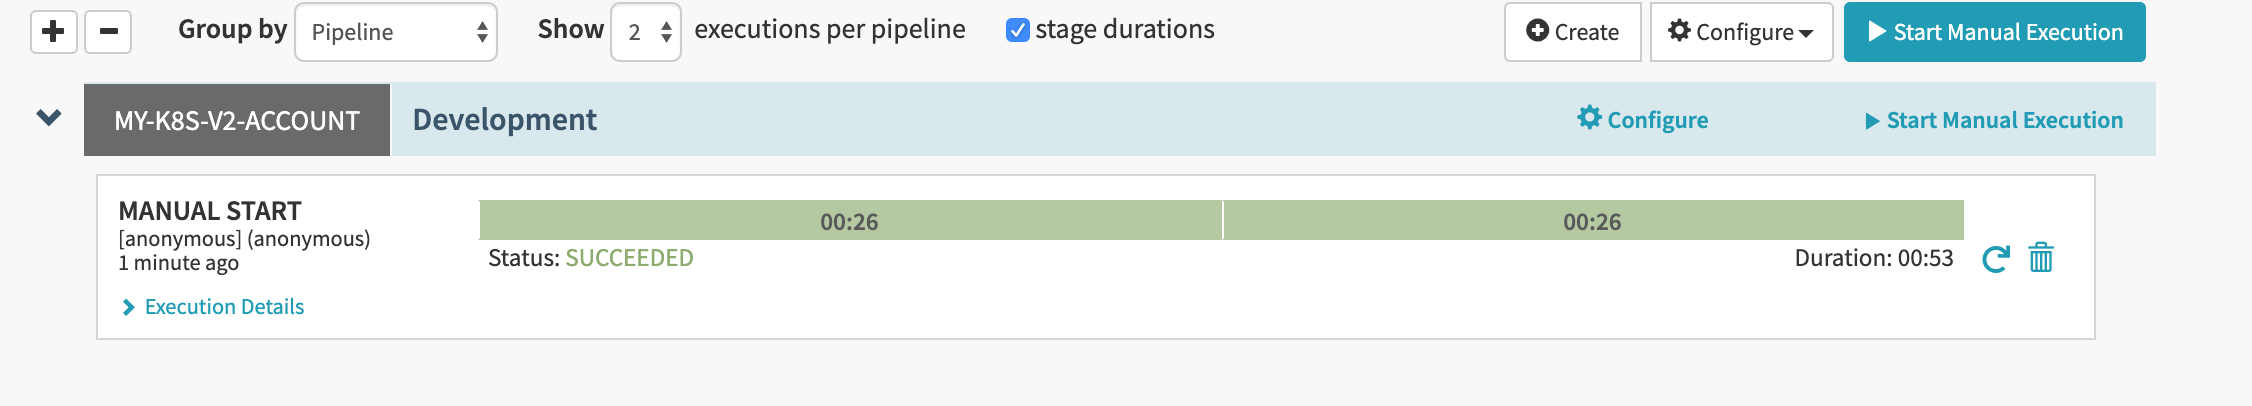 Group by Pipeline Show 2 executions per pipeline stage durations Create Configure Start Manual Execution
MY-K8S-V2-ACCOUNT Development Configure Start Manual Execution
MANUAL START
00:26 00:26
[anonymous] (anonymous)
1 minute ago
Status: SUCCEEDED Duration: 00:53
Execution Details